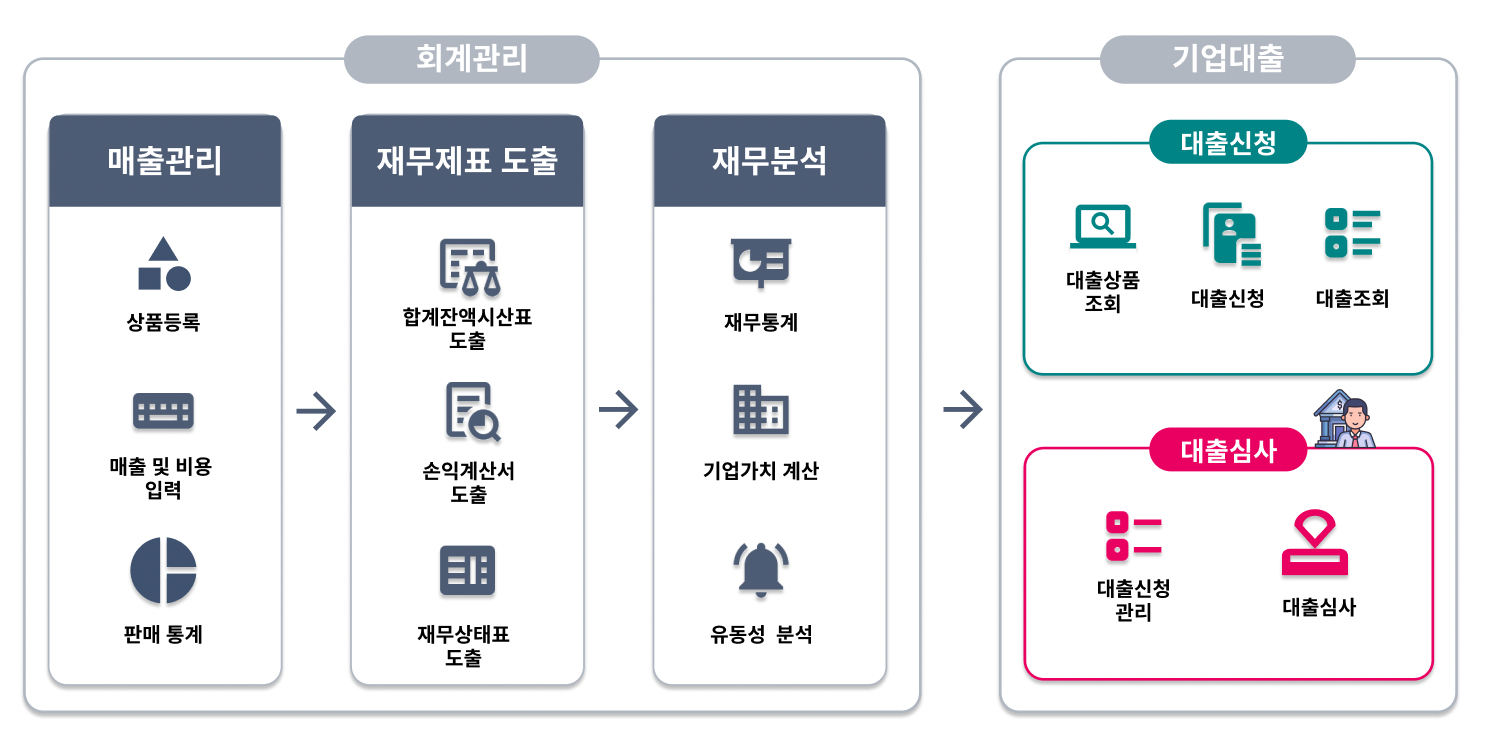 회계관리
매출관리
상품등록
매출 및 비용
입력
판매 통계
재무제표 도출
합계잔액시산표
도출
손익계산서
도출
재무상태표
도출
재무분석
재무통계
기업가치 계산
유동성 분석
기업대출
대출신청
대출상품
조회
대출신청
대출조회
$
대출심사
대출신청
관리
대출심사